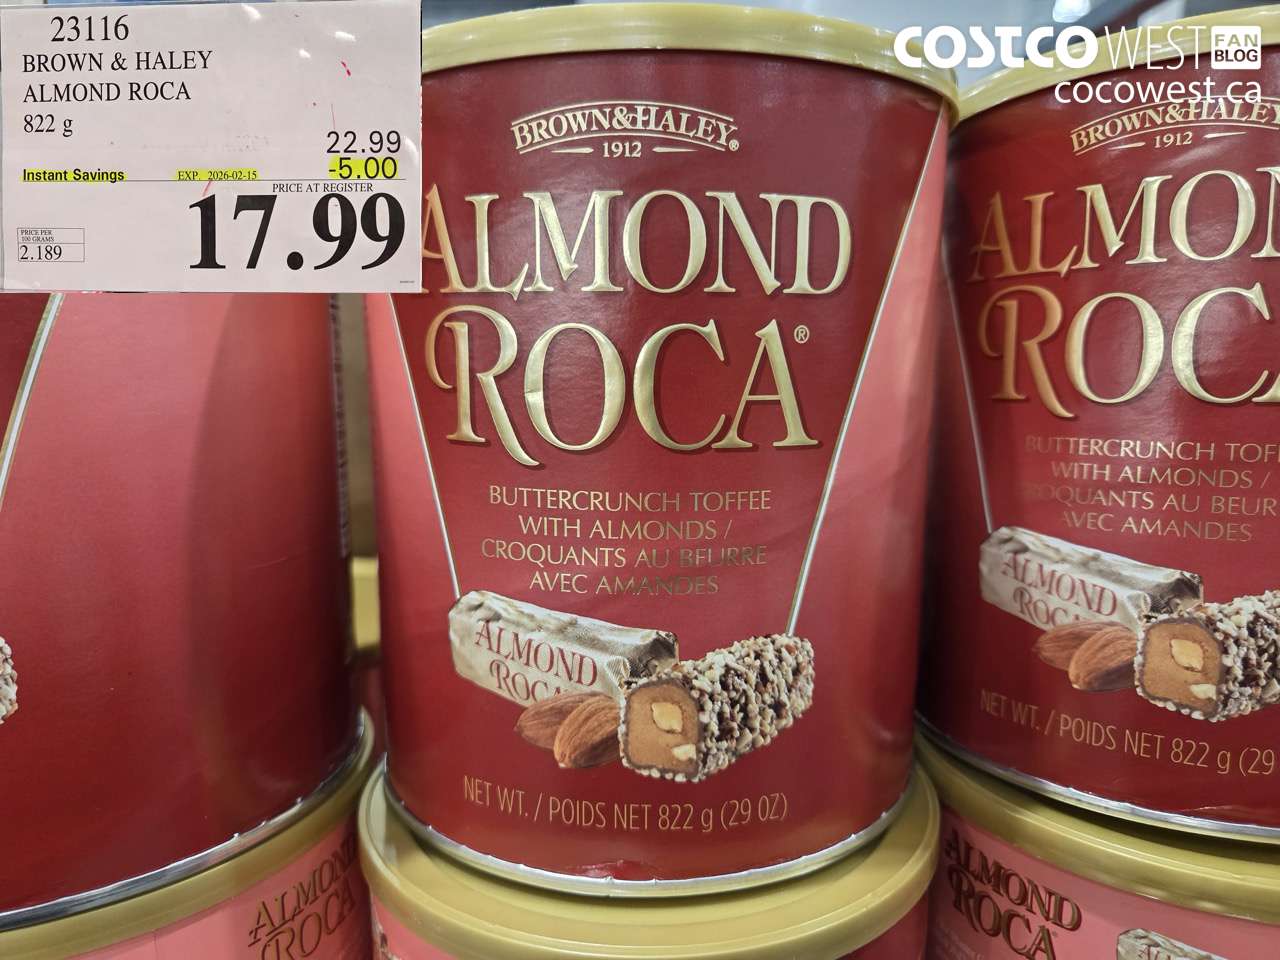 23116
BROWN & HALEY
ALMOND ROCA
822 g
22.99
Instant Savings EXP. 2026-02-15 -5.00
PRICE AT REGISTER
17.99
PRICE PER
100 GRAMS
2.189
COSTCO WEST FAN BLOG
cocowest.ca
BROWN & HALEY®
1912
ALMOND
ROCA®
BUTTERCRUNCH TOFFEE
WITH ALMONDS /
CROQUANTS AU BEURRE
AVEC AMANDES
ALMOND
ROCA
NET WT. / POIDS NET 822 g (29 OZ)
BROWN & HALEY
1912
ALMON
ROCA
BUTTERCRUNCH TOFF
WITH ALMONDS /
CROQUANTS AU BEUR
AVEC AMANDES
ALMOND
ROCA
NET WT. / POIDS NET 822 g (29
ALMOND
ROCA
ALMOND
ROCA